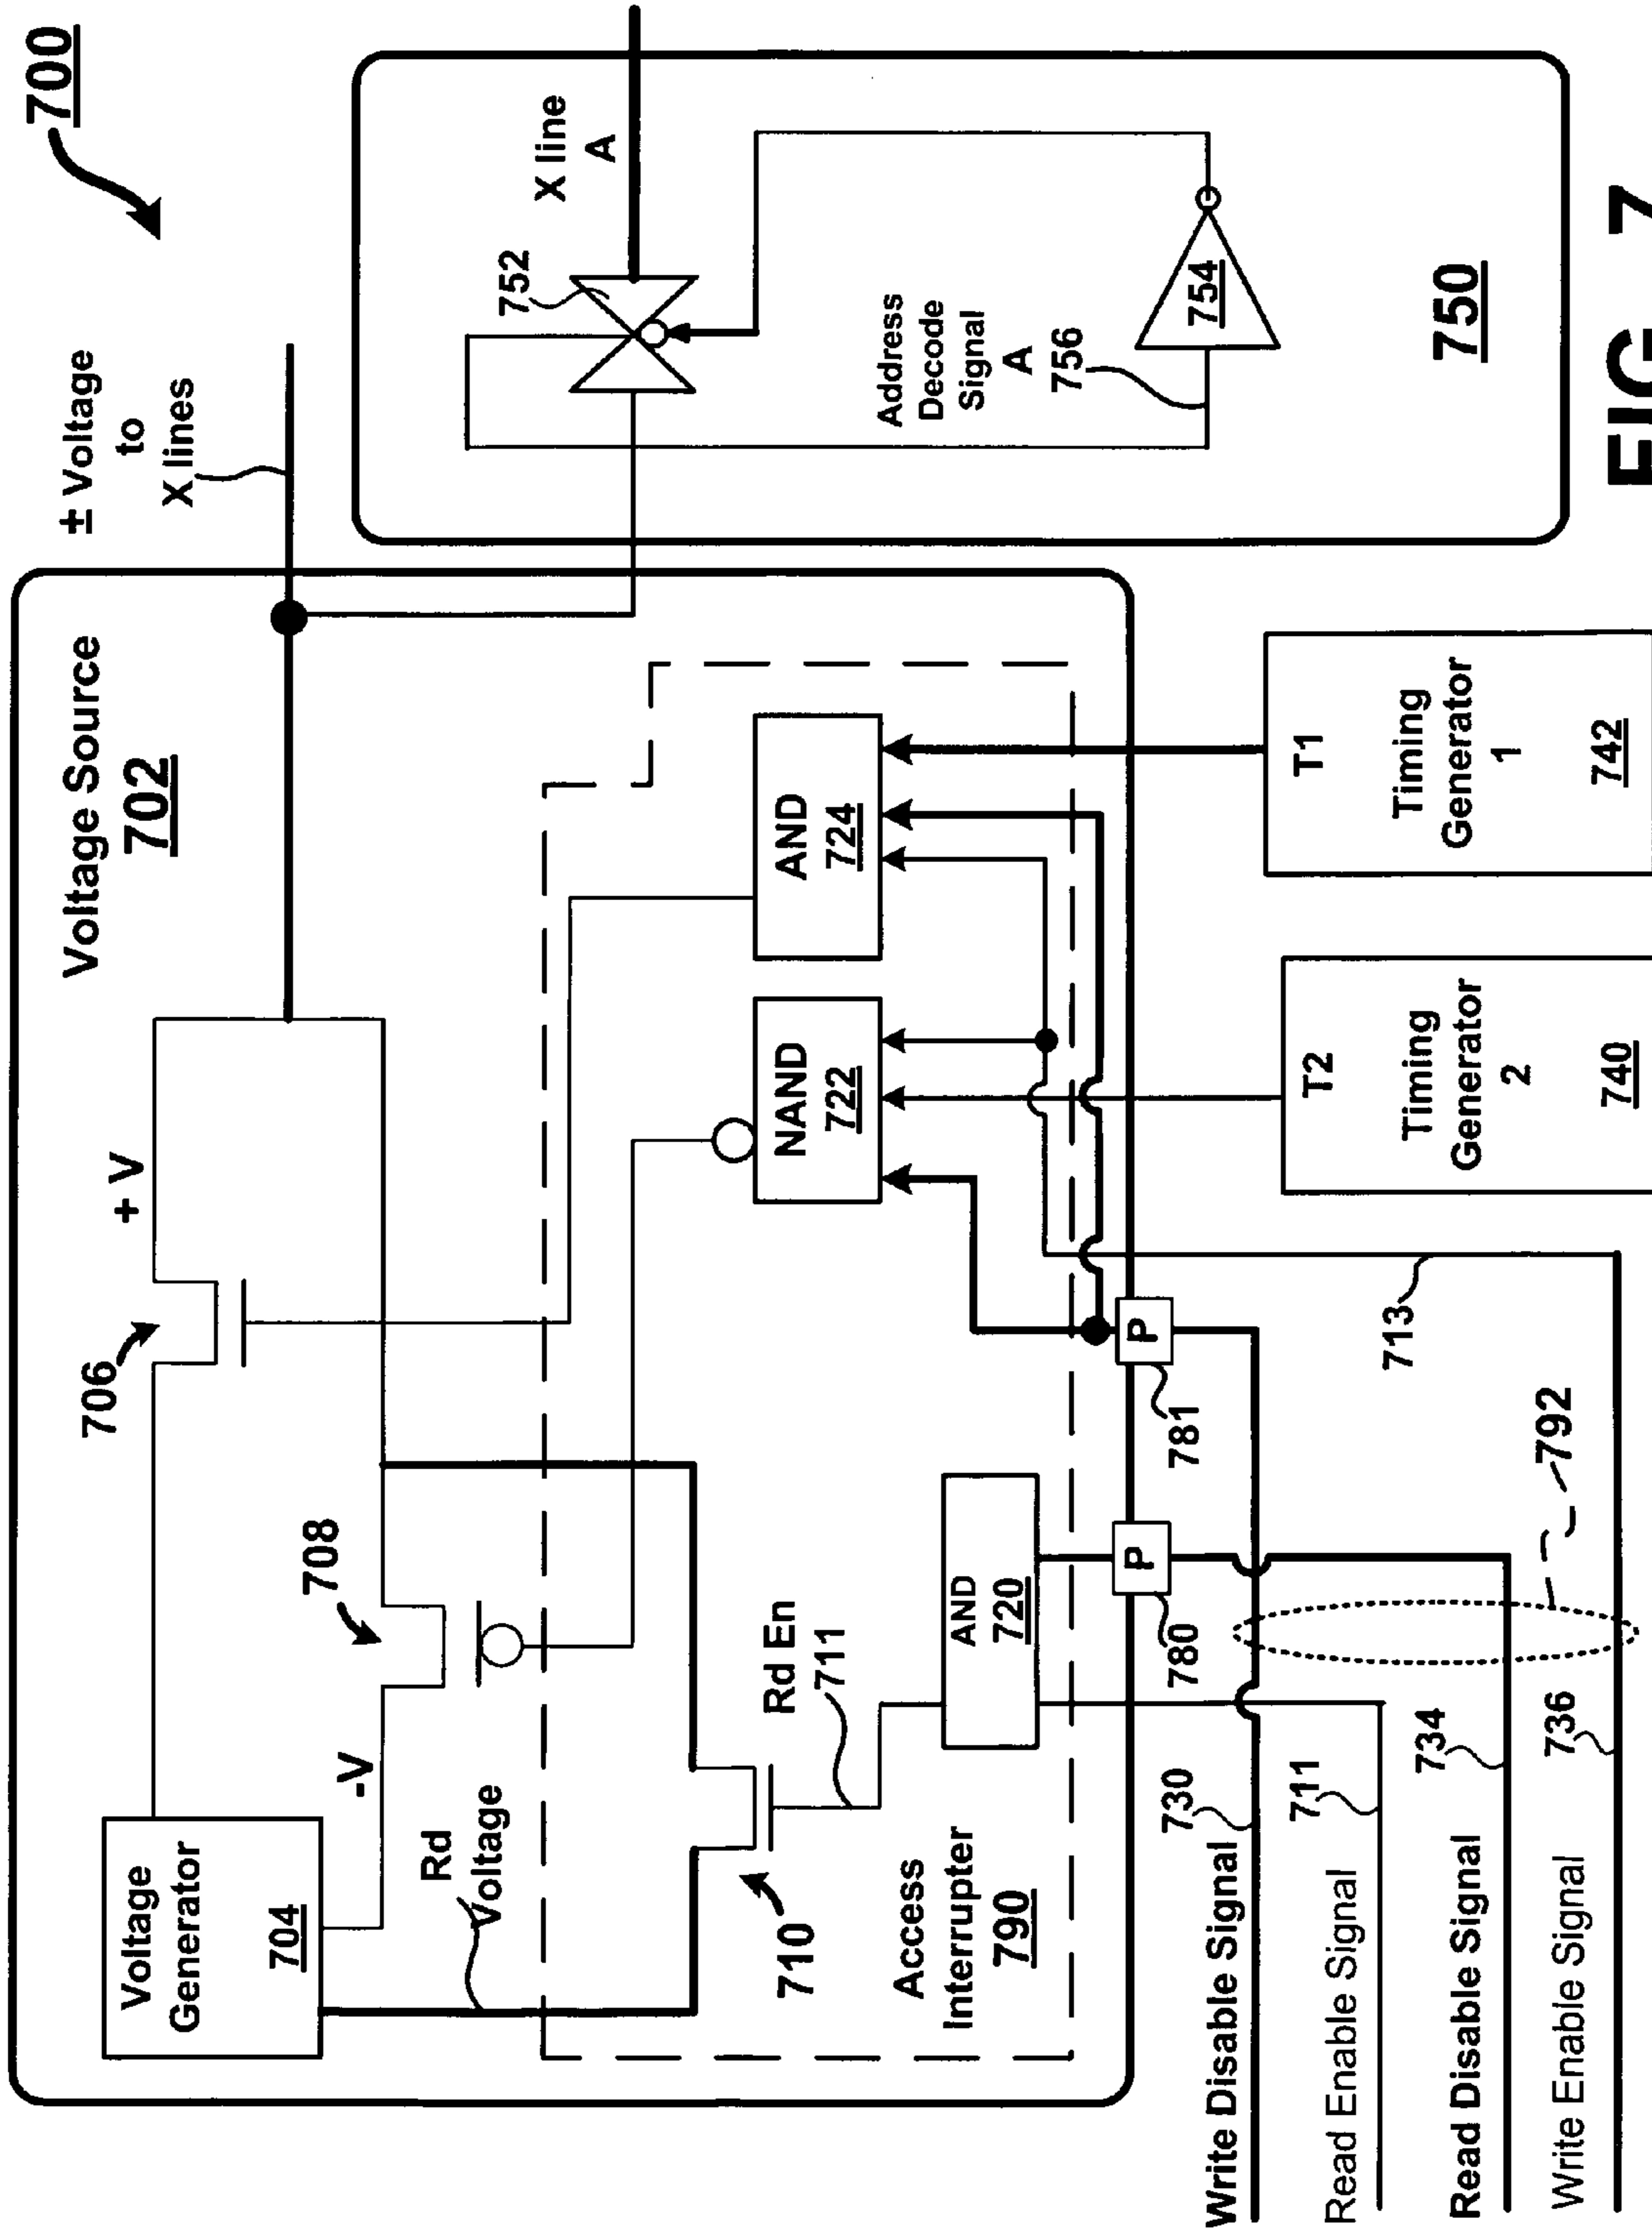 700
± Voltage
to
X lines
Voltage Source
702
+ V
706
Voltage
Generator
704
-V
708
Rd
Voltage
710
Rd En
711
Access
Interrupter
790
AND
720
NAND
722
AND
724
X line
A
752
Address
Decode
Signal
A
756
754
750
P
780
P
781
T2
Timing
Generator
2
740
T1
Timing
Generator
1
742
713
792
Write Disable Signal
730
Read Enable Signal
711
Read Disable Signal
734
Write Enable Signal
736
FIG. 7